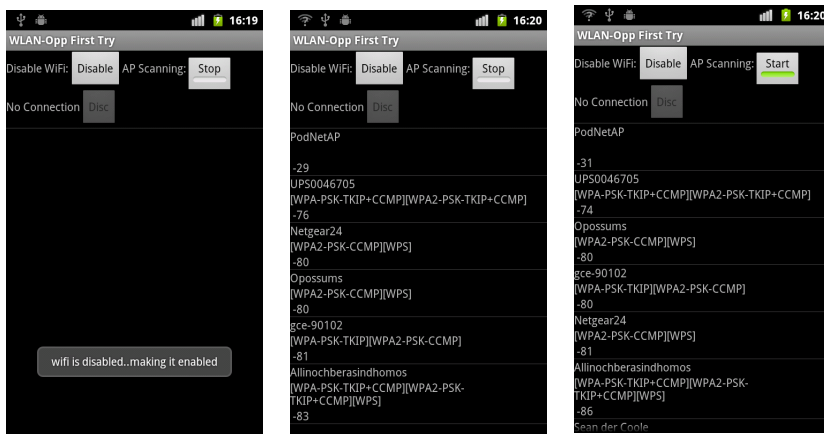 16:19
WLAN-Opp First Try
Disable WiFi: Disable AP Scanning: Stop
No Connection Disc
wifi is disabled..making it enabled
16:20
WLAN-Opp First Try
Disable WiFi: Disable AP Scanning: Stop
No Connection Disc
PodNetAP
-29
UPS0046705
[WPA-PSK-TKIP+CCMP][WPA2-PSK-TKIP+CCMP]
-76
Netgear24
[WPA2-PSK-CCMP][WPS]
-80
Opossums
[WPA2-PSK-CCMP][WPS]
-80
gce-90102
[WPA-PSK-TKIP][WPA2-PSK-CCMP]
-81
Allinochberasindhomos
[WPA-PSK-TKIP+CCMP][WPA2-PSK-
TKIP+CCMP][WPS]
-83
16:20
WLAN-Opp First Try
Disable WiFi: Disable AP Scanning: Start
No Connection Disc
PodNetAP
-31
UPS0046705
[WPA-PSK-TKIP+CCMP][WPA2-PSK-TKIP+CCMP]
-74
Opossums
[WPA2-PSK-CCMP][WPS]
-80
gce-90102
[WPA-PSK-TKIP][WPA2-PSK-CCMP]
-80
Netgear24
[WPA2-PSK-CCMP][WPS]
-81
Allinochberasindhomos
[WPA-PSK-TKIP+CCMP][WPA2-PSK-
TKIP+CCMP][WPS]
-86
Sean der Coole